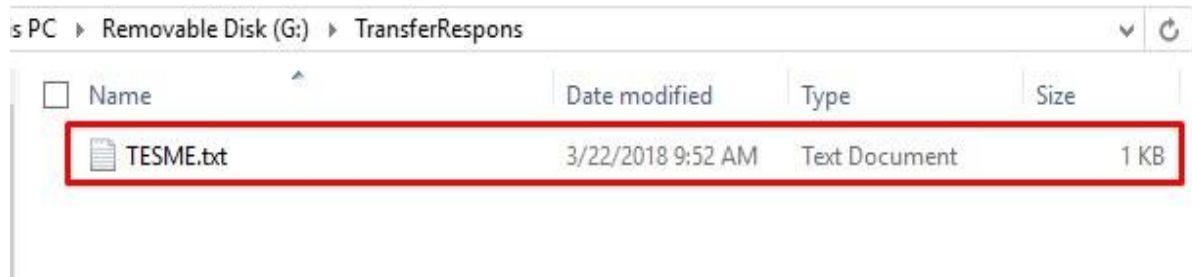 is PC ▸ Removable Disk (G:) ▸ TransferRespons
Name Date modified Type Size
TESME.txt 3/22/2018 9:52 AM Text Document 1 KB